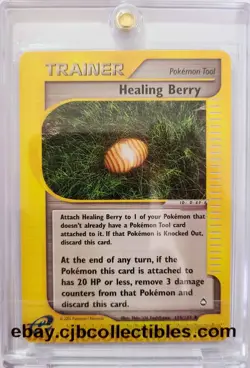 TRAINER
Pokémon Tool
Healing Berry
Attach Healing Berry to 1 of your Pokémon that
doesn't already have a Pokémon Tool card
attached to it. If that Pokémon is Knocked Out,
discard this card.
At the end of any turn, if the
Pokémon this card is attached to
has 20 HP or less, remove 3 damage
counters from that Pokémon and
discard this card.
ebay.cjbcollectibles.com